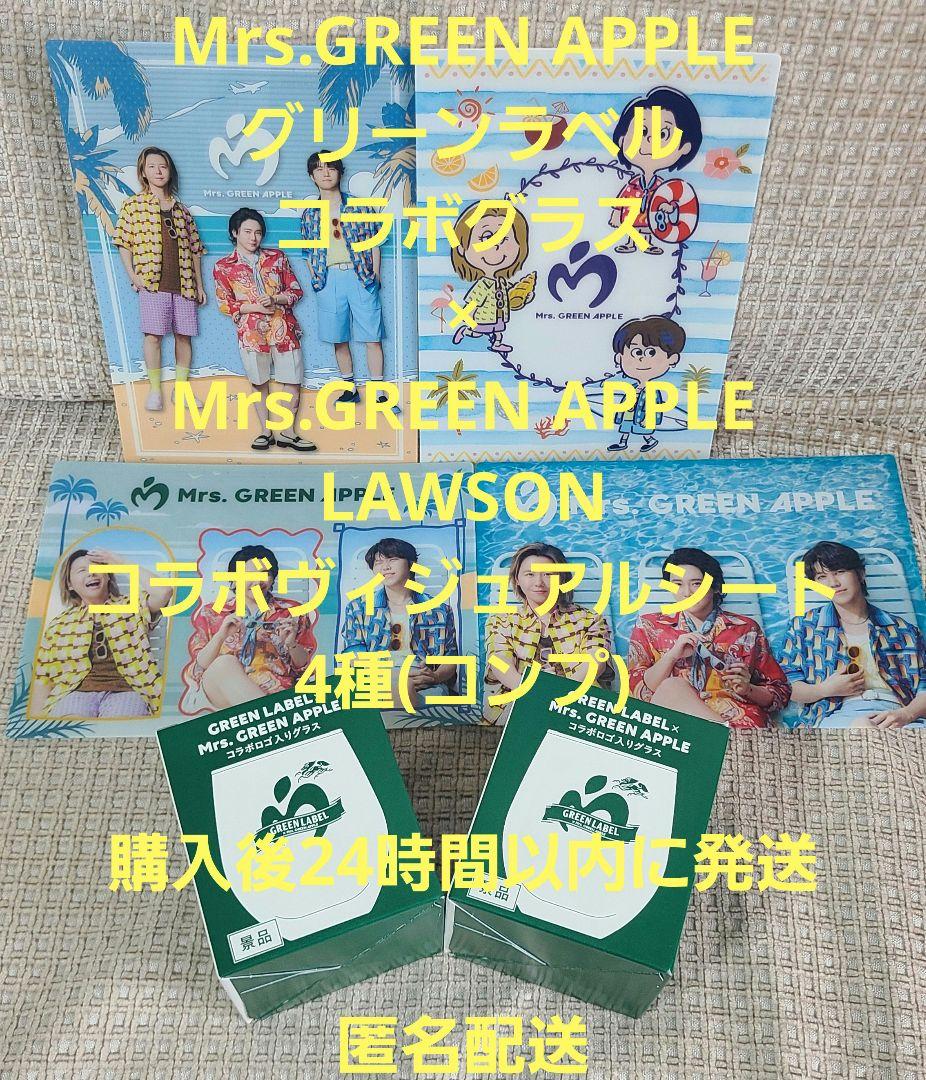 Mrs.GREEN APPLE
グリーンラベル
コラボグラス
×
Mrs.GREEN APPLE
LAWSON
コラボヴィジュアルシート
4種(コンプ)
購入後24時間以内に発送
匿名配送
Mrs. GREEN APPLE
Mrs. GREEN APPLE
Mrs. GREEN APPLE
Mrs. GREEN APPLE
GREEN LABEL×
Mrs. GREEN APPLE
コラボロゴ入りグラス
GREEN LABEL
景品
GREEN LABEL×
Mrs. GREEN APPLE
コラボロゴ入りグラス
GREEN LABEL
景品